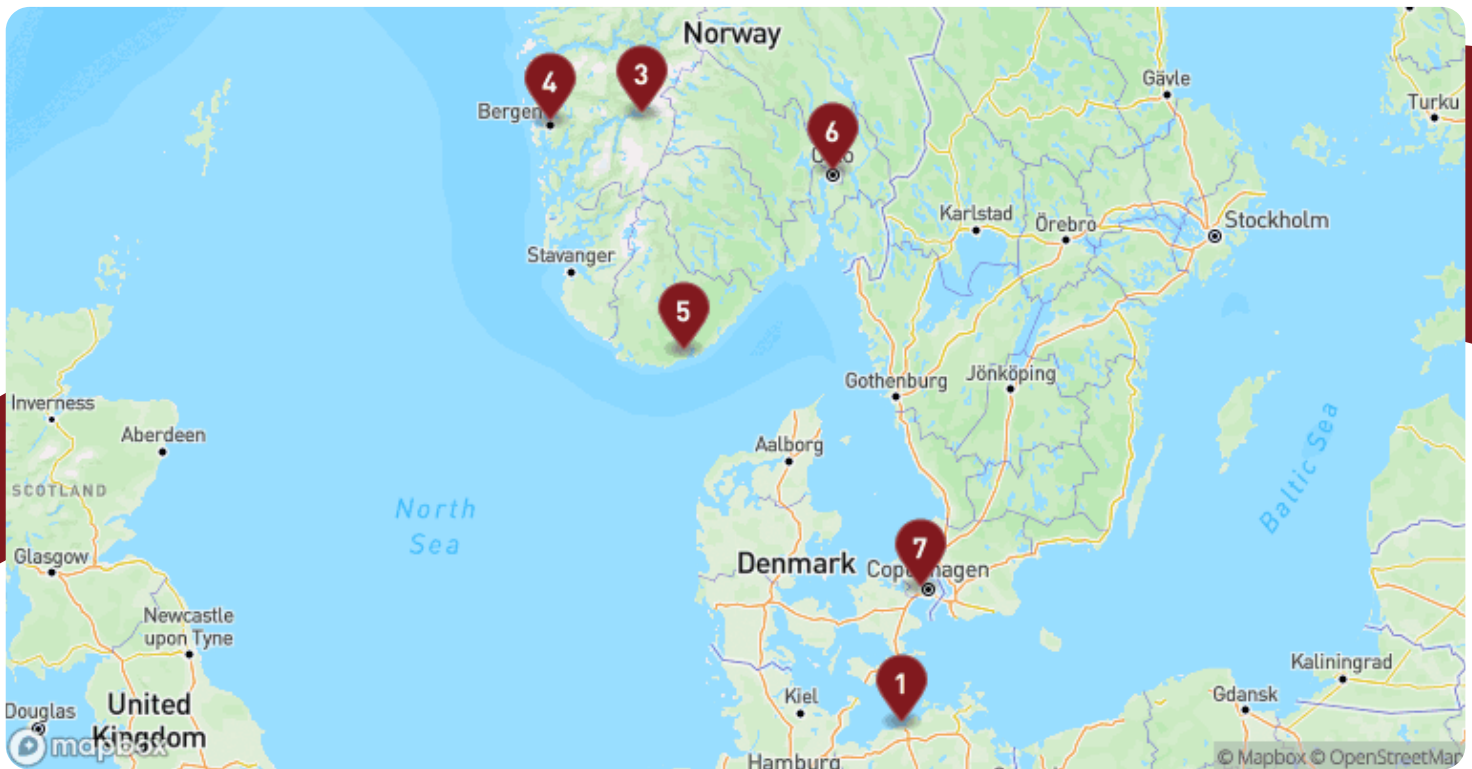 Norway
Gävle
3
4
Turku
Bergen
6
Karlstad
Örebro
Stockholm
Stavanger
5
Gothenburg
Jönköping
Inverness
Aberdeen
Aalborg
SCOTLAND
North
Sea
Baltic Sea
7
Glasgow
Denmark
Copenhagen
Newcastle
upon Tyne
1
Kaliningrad
Kiel
Gdansk
Douglas
United
Kingdom
mapbox
Hamburg
© Mapbox © OpenStreetMap